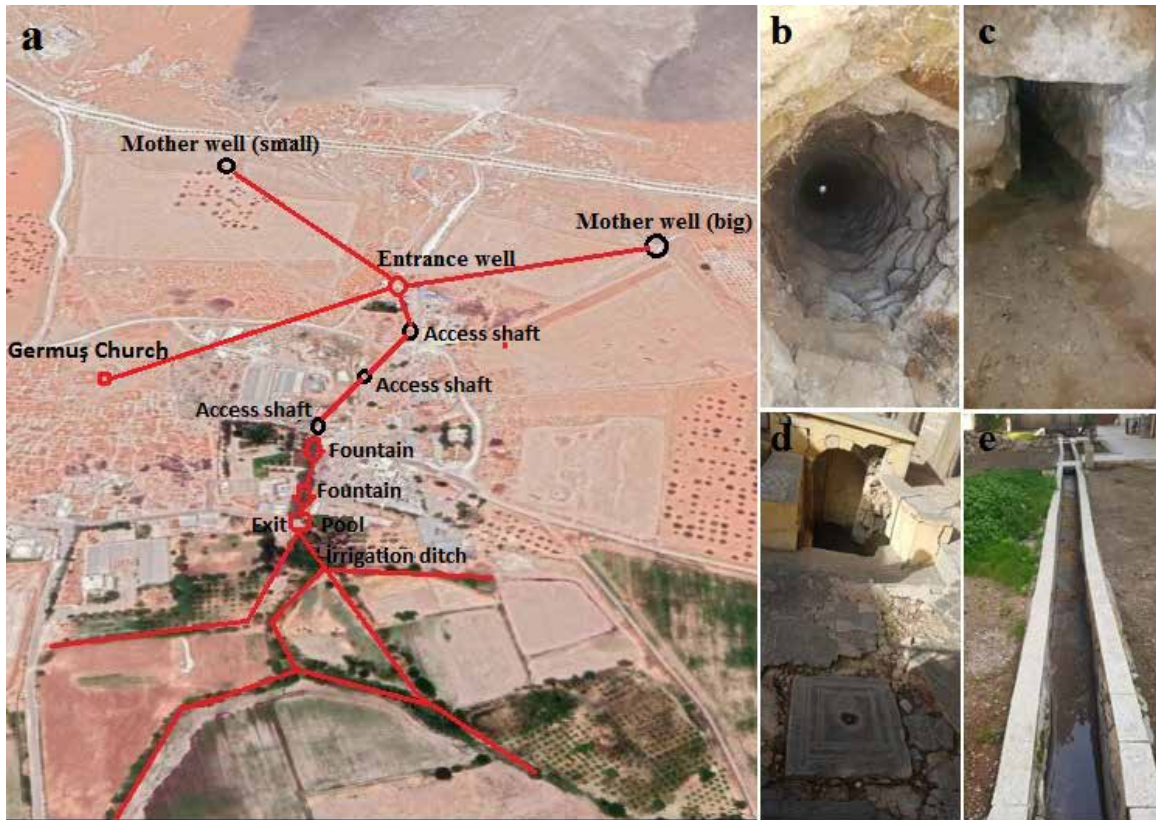 a
b
c
Mother well (small)
Mother well (big)
Entrance well
Access shaft
Germuş Church
Access shaft
Access shaft
Fountain
d
e
Fountain
Exit
Pool
Irrigation ditch